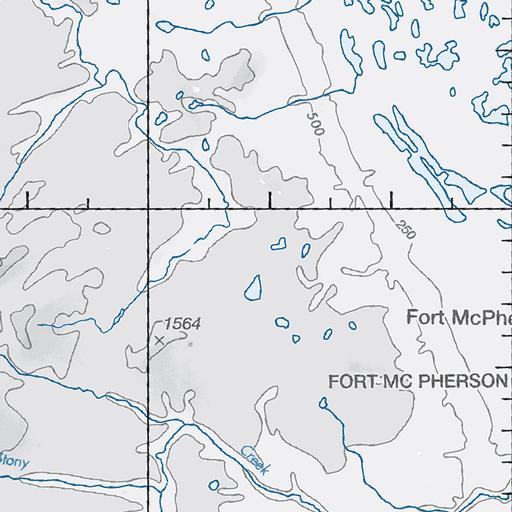 500
250
1564
Fort McPhe
FORT MC PHERSON
Creek
Stony